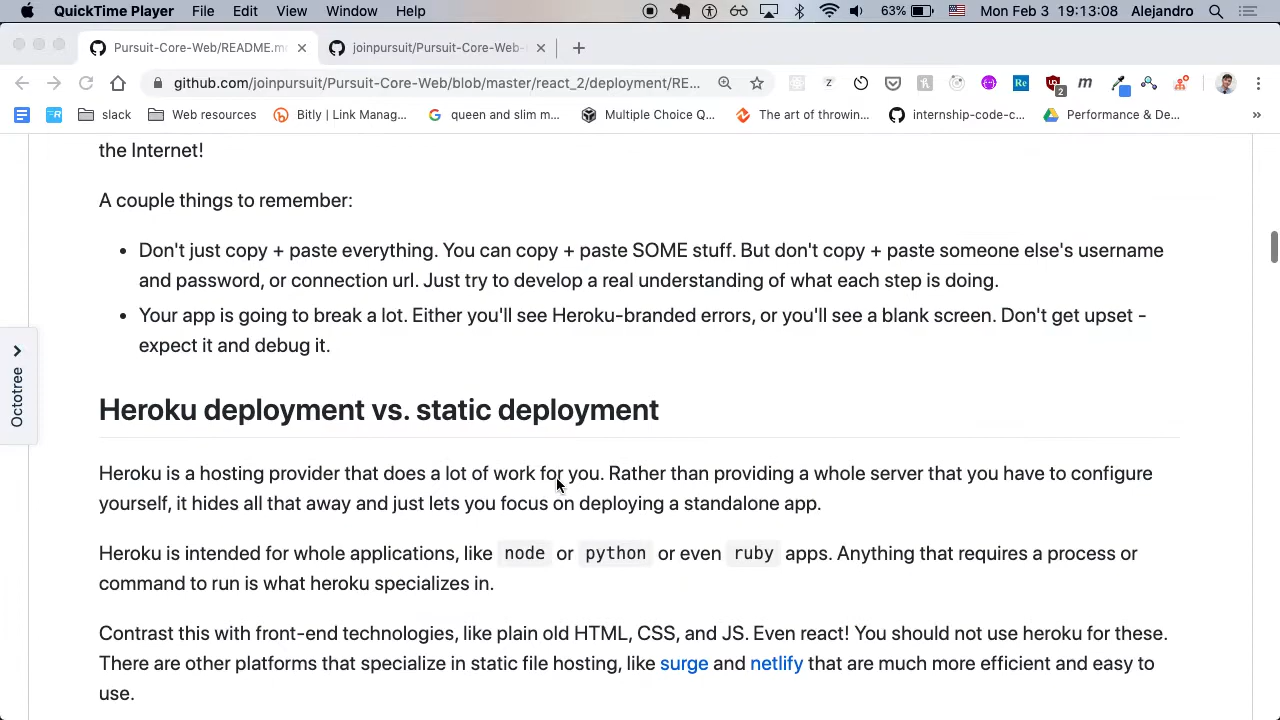 QuickTime Player File Edit View Window Help 63% Mon Feb 3 19:13:08 Alejandro
Pursuit-Core-Web/README.m
joinpursuit/Pursuit-Core-Web-
github.com/joinpursuit/Pursuit-Core-Web/blob/master/react_2/deployment/RE...
z Re 2 m
slack Web resources Bitly | Link Manag... queen and slim m... Multiple Choice Q... The art of throwin... internship-code-c... Performance & De... »
the Internet!
A couple things to remember:
• Don't just copy + paste everything. You can copy + paste SOME stuff. But don't copy + paste someone else's username
and password, or connection url. Just try to develop a real understanding of what each step is doing.
• Your app is going to break a lot. Either you'll see Heroku-branded errors, or you'll see a blank screen. Don't get upset -
expect it and debug it.
Octotree
Heroku deployment vs. static deployment
Heroku is a hosting provider that does a lot of work for you. Rather than providing a whole server that you have to configure
yourself, it hides all that away and just lets you focus on deploying a standalone app.
Heroku is intended for whole applications, like node or python or even ruby apps. Anything that requires a process or
command to run is what heroku specializes in.
Contrast this with front-end technologies, like plain old HTML, CSS, and JS. Even react! You should not use heroku for these.
There are other platforms that specialize in static file hosting, like surge and netlify that are much more efficient and easy to
use.